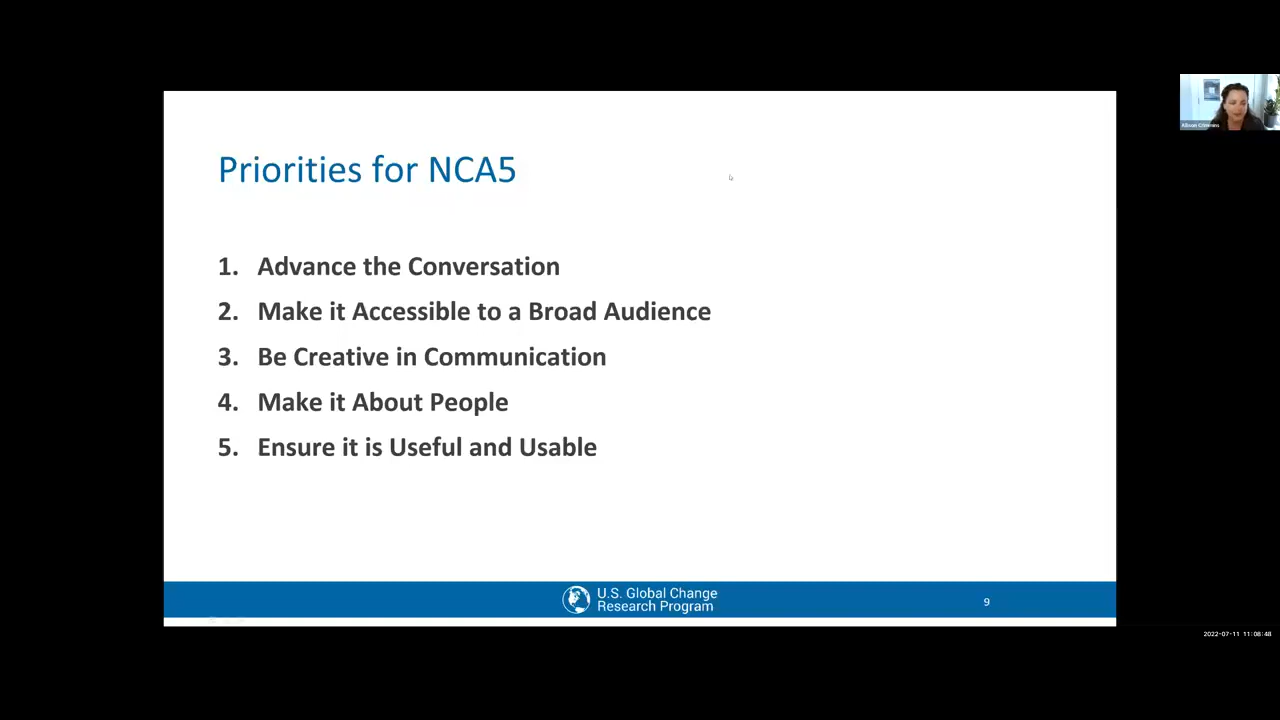 Priorities for NCA5
1. Advance the Conversation
2. Make it Accessible to a Broad Audience
3. Be Creative in Communication
4. Make it About People
5. Ensure it is Useful and Usable
U.S. Global Change
Research Program
9
Allison Crimmins
2022-07-11 11:08:48